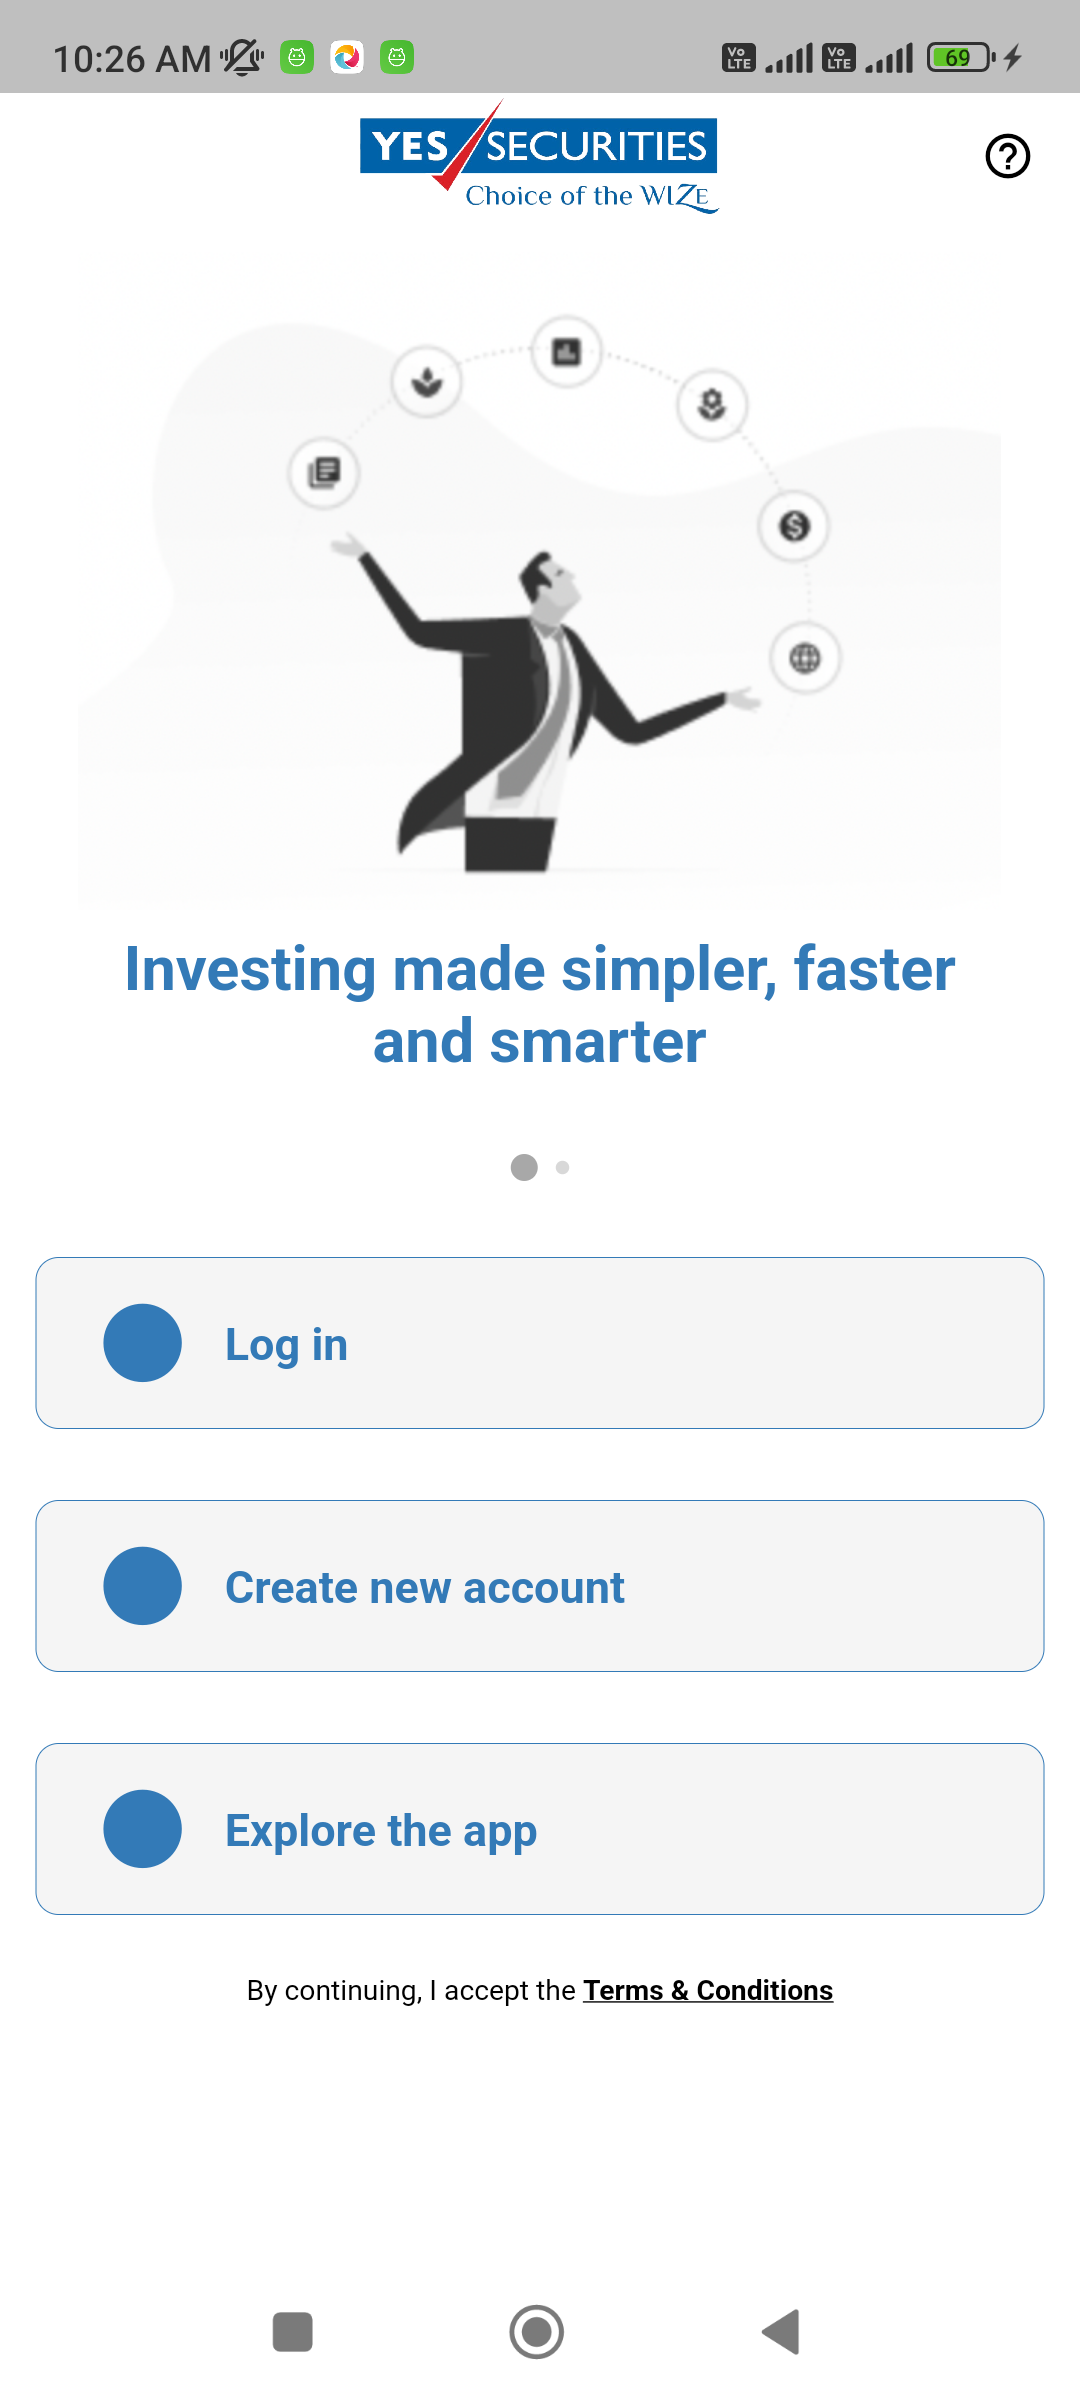 10:26 AM
Vo LTE
Vo LTE
69
YES SECURITIES
Choice of the WIZE
Investing made simpler, faster
and smarter
Log in
Create new account
Explore the app
By continuing, I accept the Terms & Conditions